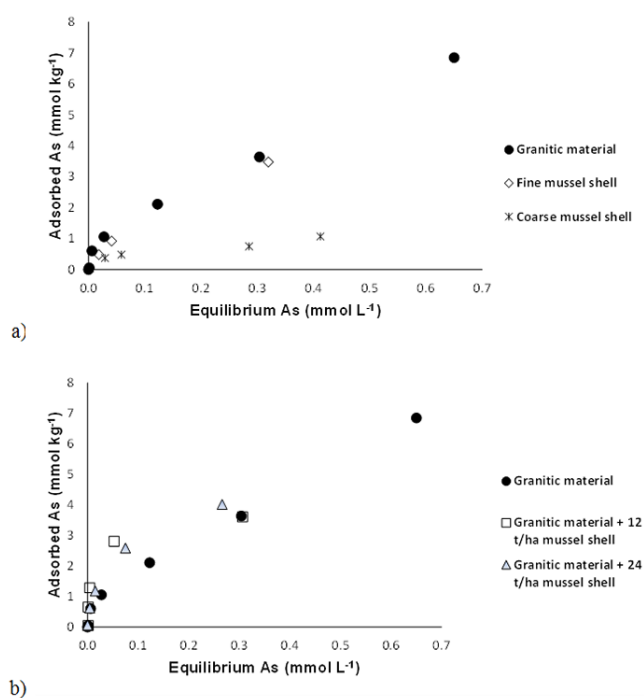 8
7
6
5
4
3
2
1
0
Adsorbed As (mmol kg⁻¹)
0.0 0.1 0.2 0.3 0.4 0.5 0.6 0.7
Equilibrium As (mmol L⁻¹)
Granitic material
Fine mussel shell
Coarse mussel shell
a)
8
7
6
5
4
3
2
1
0
Adsorbed As (mmol kg⁻¹)
0.0 0.1 0.2 0.3 0.4 0.5 0.6 0.7
Equilibrium As (mmol L⁻¹)
Granitic material
Granitic material + 12
t/ha mussel shell
Granitic material + 24
t/ha mussel shell
b)